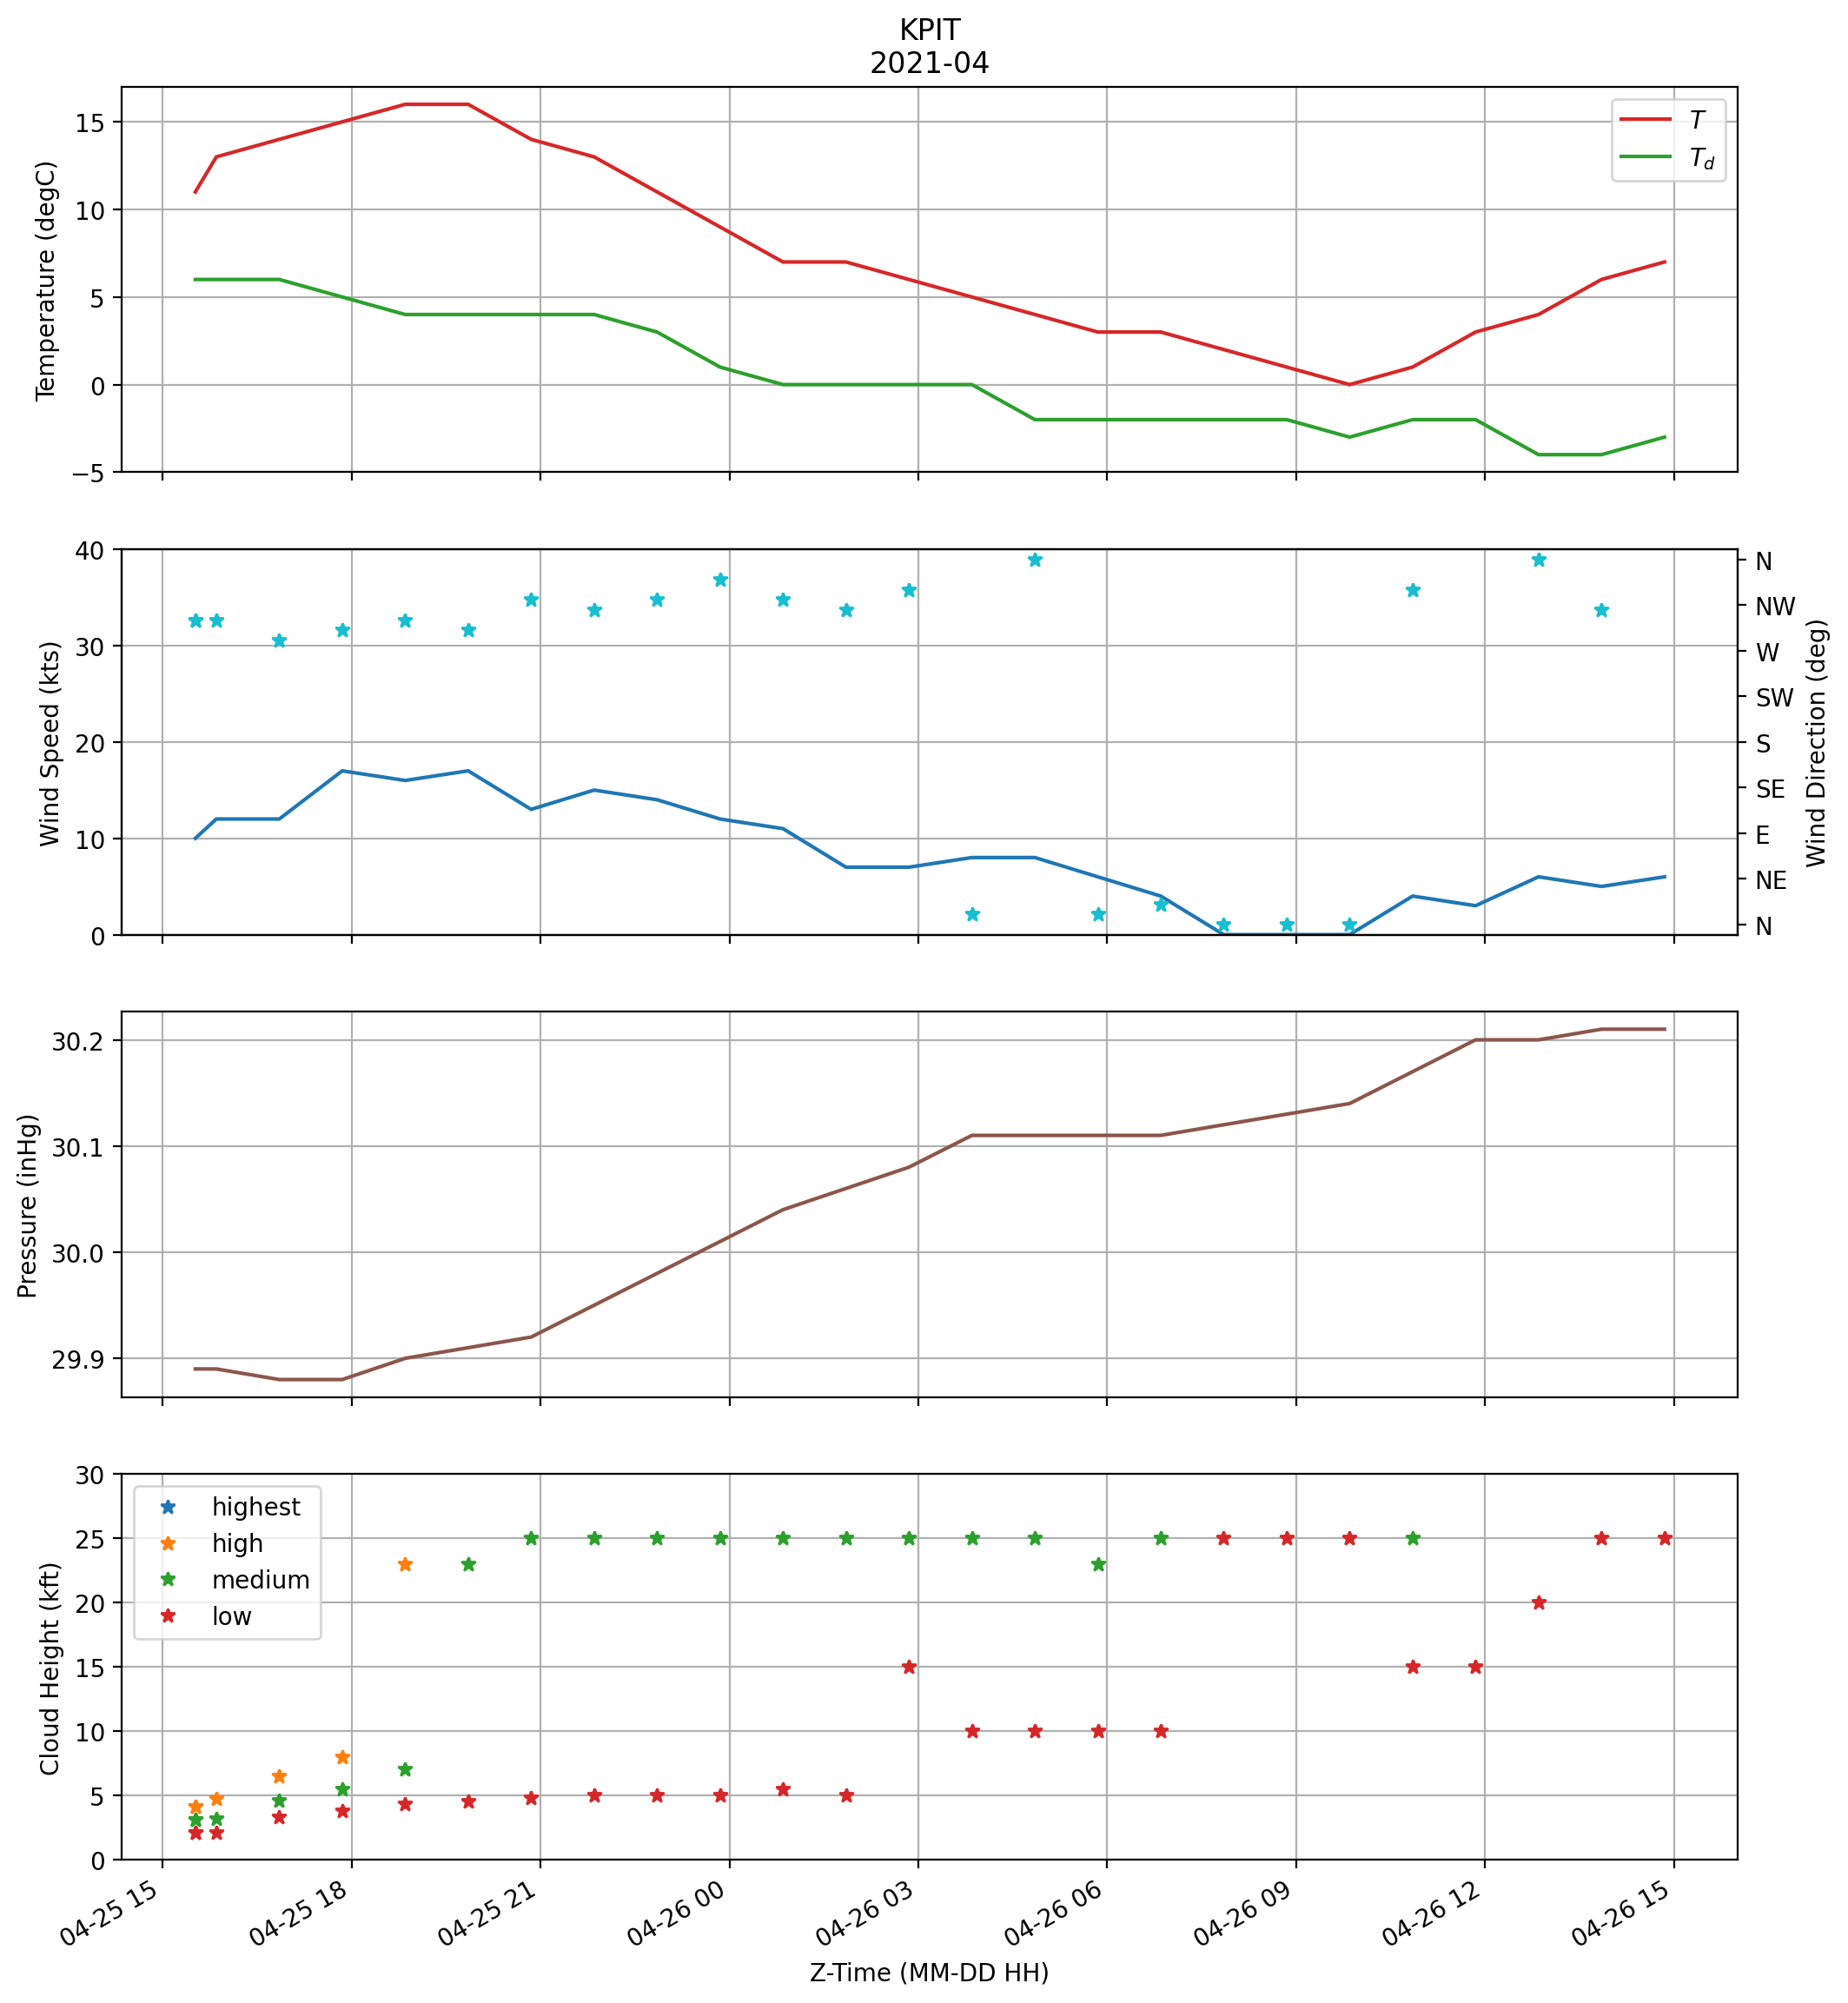 KPIT
2021-04
15
10
5
0
−5
Temperature (degC)
T
T_d
40
30
20
10
0
Wind Speed (kts)
N
NW
W
SW
S
SE
E
NE
N
Wind Direction (deg)
30.2
30.1
30.0
29.9
Pressure (inHg)
30
25
20
15
10
5
0
Cloud Height (kft)
highest
high
medium
low
04-25 15
04-25 18
04-25 21
04-26 00
04-26 03
04-26 06
04-26 09
04-26 12
04-26 15
Z-Time (MM-DD HH)